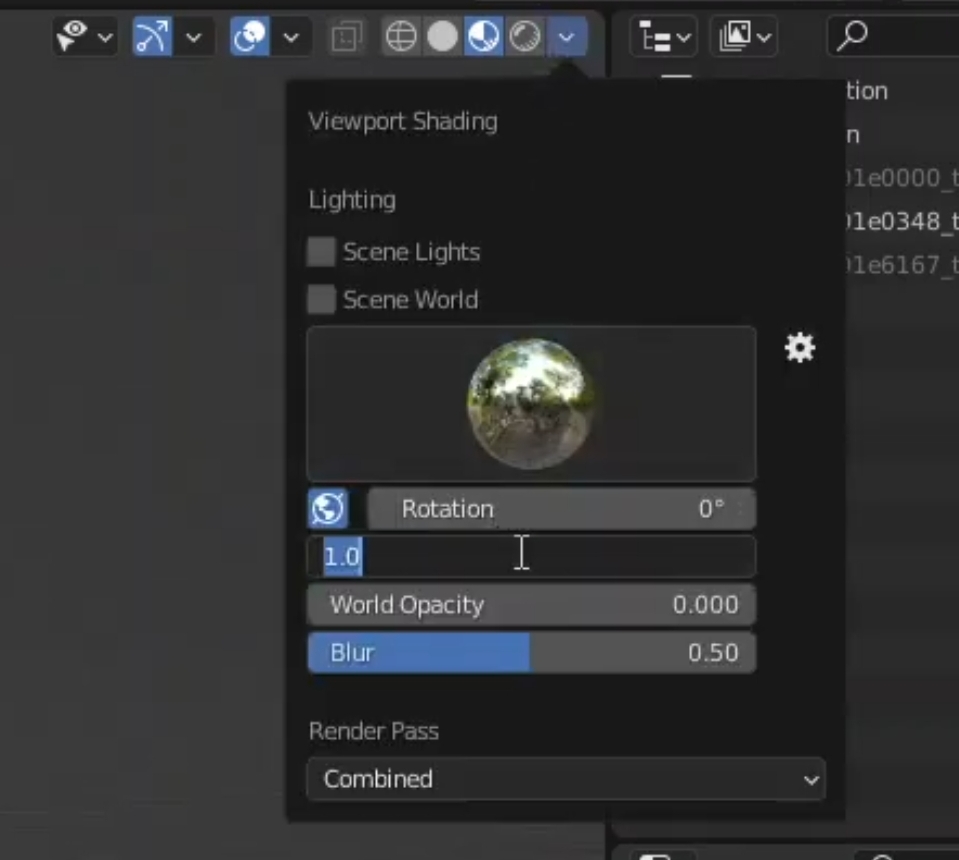 Viewport Shading
tion
n
Lighting
1e0000_t
Scene Lights
1e0348_t
1e6167_t
Scene World
Rotation 0°
1.0
World Opacity 0.000
Blur 0.50
Render Pass
Combined